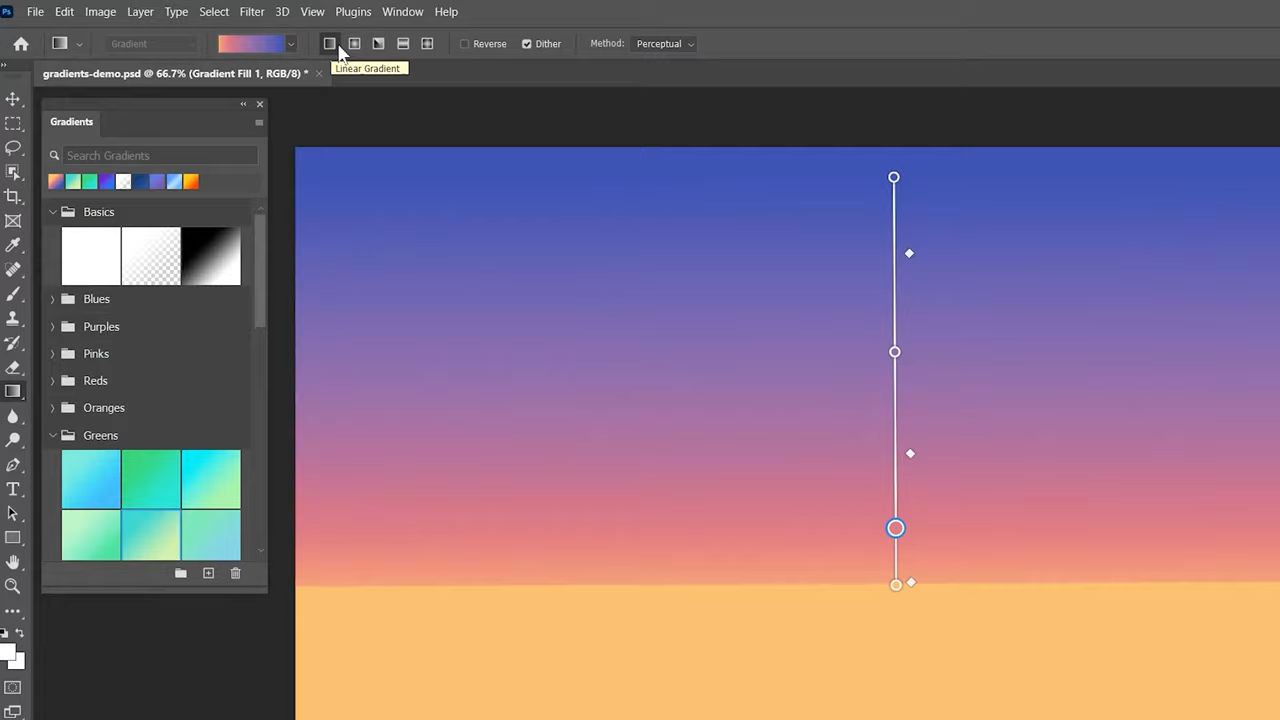 Ps File Edit Image Layer Type Select Filter 3D View Plugins Window Help
Gradient Reverse Dither Method: Perceptual
gradients-demo.psd @ 66.7% (Gradient Fill 1, RGB/8) * ×
Linear Gradient
Gradients
Search Gradients
Basics
Blues
Purples
Pinks
Reds
Oranges
Greens
T